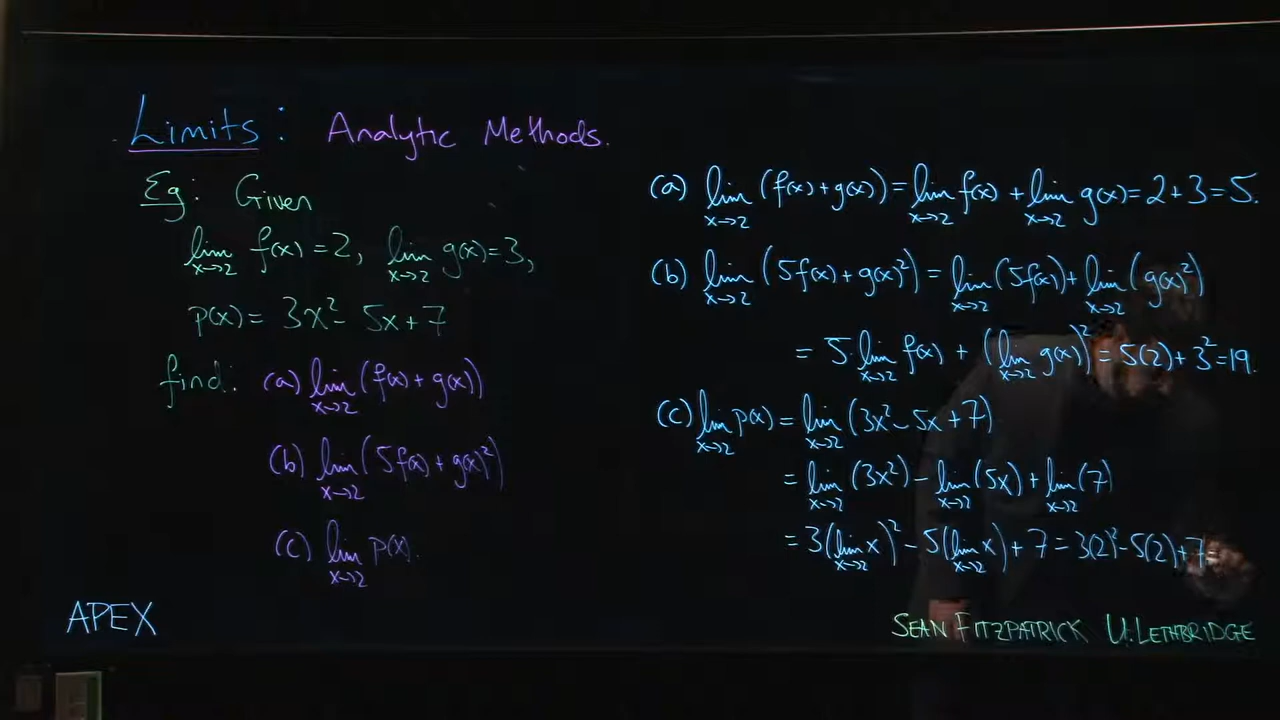 Limits: Analytic Methods.
Eg: Given
lim x→2 f(x) = 2, lim x→2 g(x) = 3,
p(x) = 3x² - 5x + 7
find: (a) lim x→2 (f(x) + g(x))
(b) lim x→2 (5f(x) + g(x)²)
(c) lim x→2 p(x).
APEX
(a) lim x→2 (f(x) + g(x)) = lim x→2 f(x) + lim x→2 g(x) = 2 + 3 = 5.
(b) lim x→2 (5f(x) + g(x)²) = lim x→2 (5f(x)) + lim x→2 (g(x)²)
= 5·lim x→2 f(x) + (lim x→2 g(x))² = 5(2) + 3² = 19.
(c) lim x→2 p(x) = lim x→2 (3x² - 5x + 7)
= lim x→2 (3x²) - lim x→2 (5x) + lim x→2 (7)
= 3(lim x→2 x)² - 5(lim x→2 x) + 7 = 3(2)² - 5(2) + 7 =
SEAN FITZPATRICK U. LETHBRIDGE